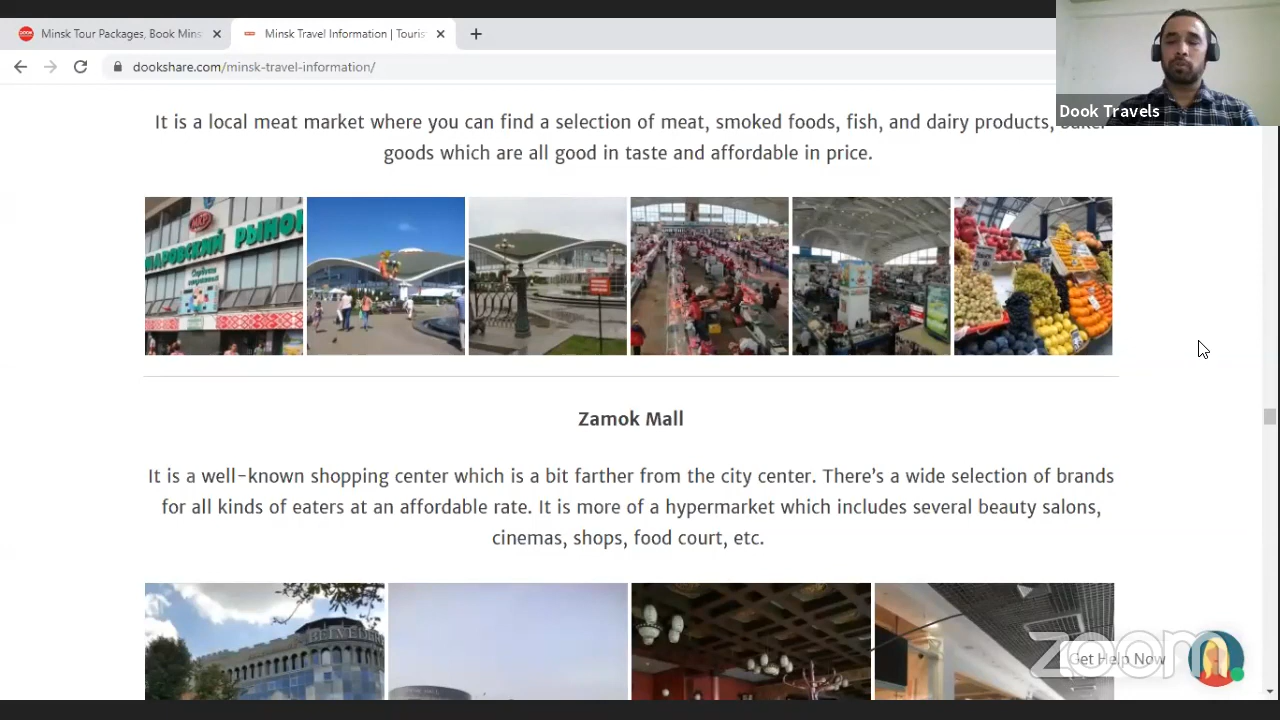 Minsk Tour Packages, Book Mins
Minsk Travel Information | Touris
dookshare.com/minsk-travel-information/
Dook Travels
It is a local meat market where you can find a selection of meat, smoked foods, fish, and dairy products,
goods which are all good in taste and affordable in price.
МАРОВСКИЙ РЫНОК
Zamok Mall
It is a well-known shopping center which is a bit farther from the city center. There’s a wide selection of brands
for all kinds of eaters at an affordable rate. It is more of a hypermarket which includes several beauty salons,
cinemas, shops, food court, etc.
zoom
Get Help Now